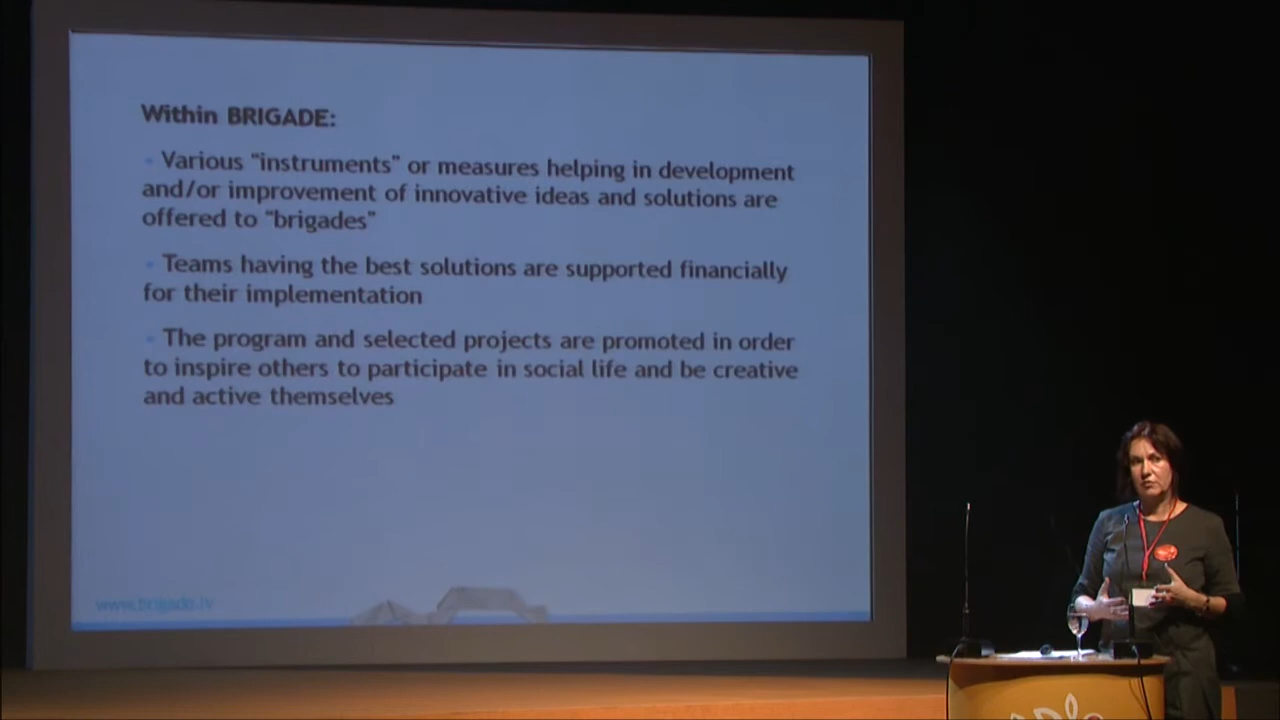 Within BRIGADE:
- Various "instruments" or measures helping in development
and/or improvement of innovative ideas and solutions are
offered to "brigades"
- Teams having the best solutions are supported financially
for their implementation
- The program and selected projects are promoted in order
to inspire others to participate in social life and be creative
and active themselves
www.brigade.lv